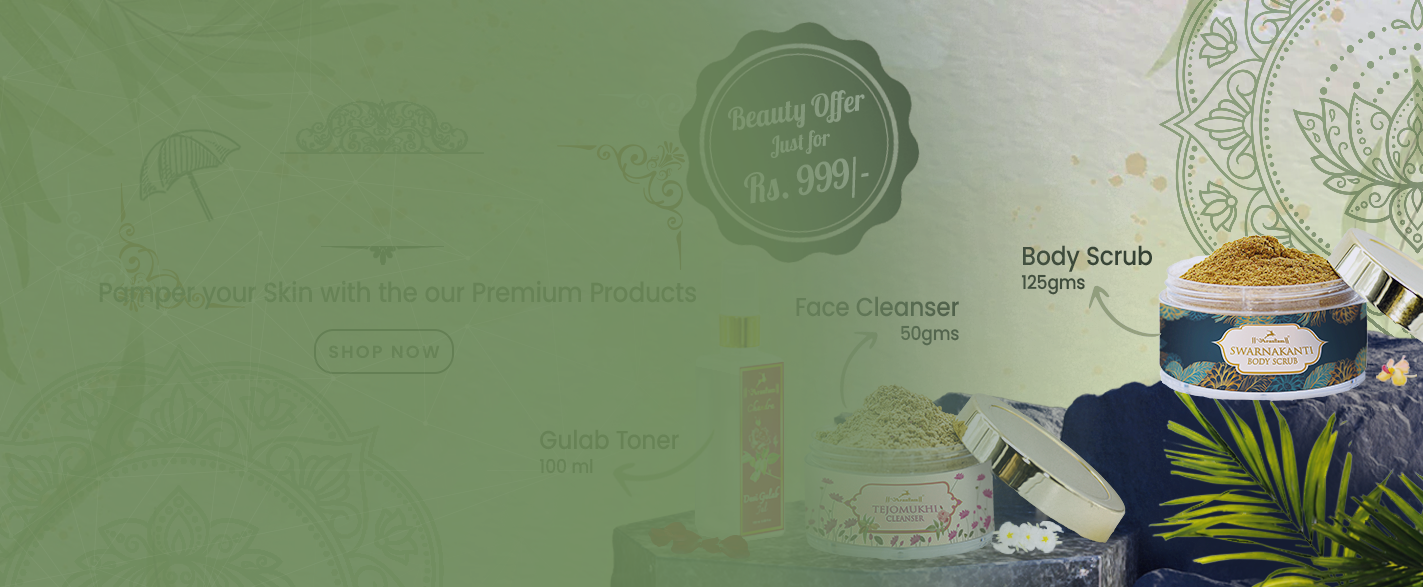 Beauty Offer
Just for
Rs. 999/-
Pamper your Skin with the our Premium Products
SHOP NOW
Body Scrub
125gms
Face Cleanser
50gms
Gulab Toner
100 ml
SWARNAKANTI
BODY SCRUB
TEJOMUKHI
CLEANSER